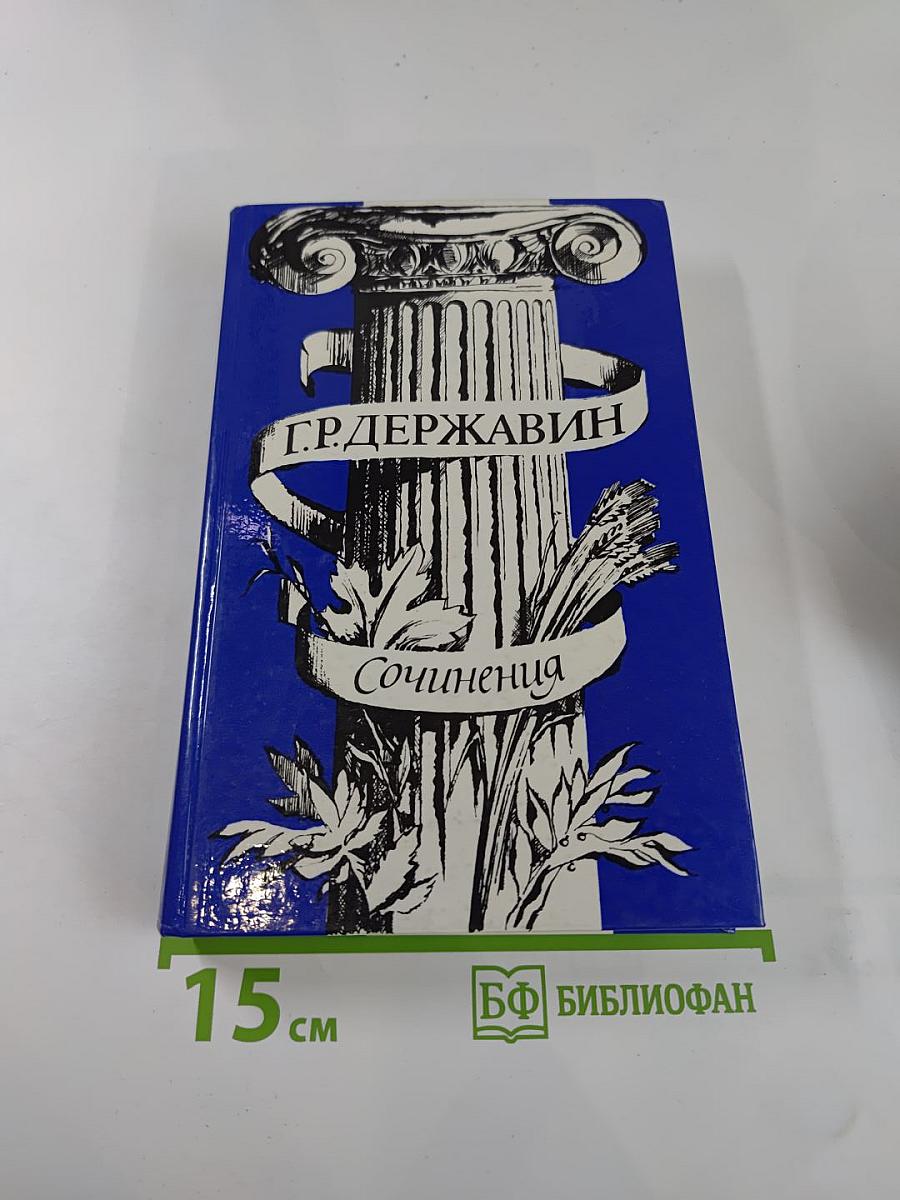 Г.Р.ДЕРЖАВИН
Сочинения
15 см
БФ БИБЛИОФАН